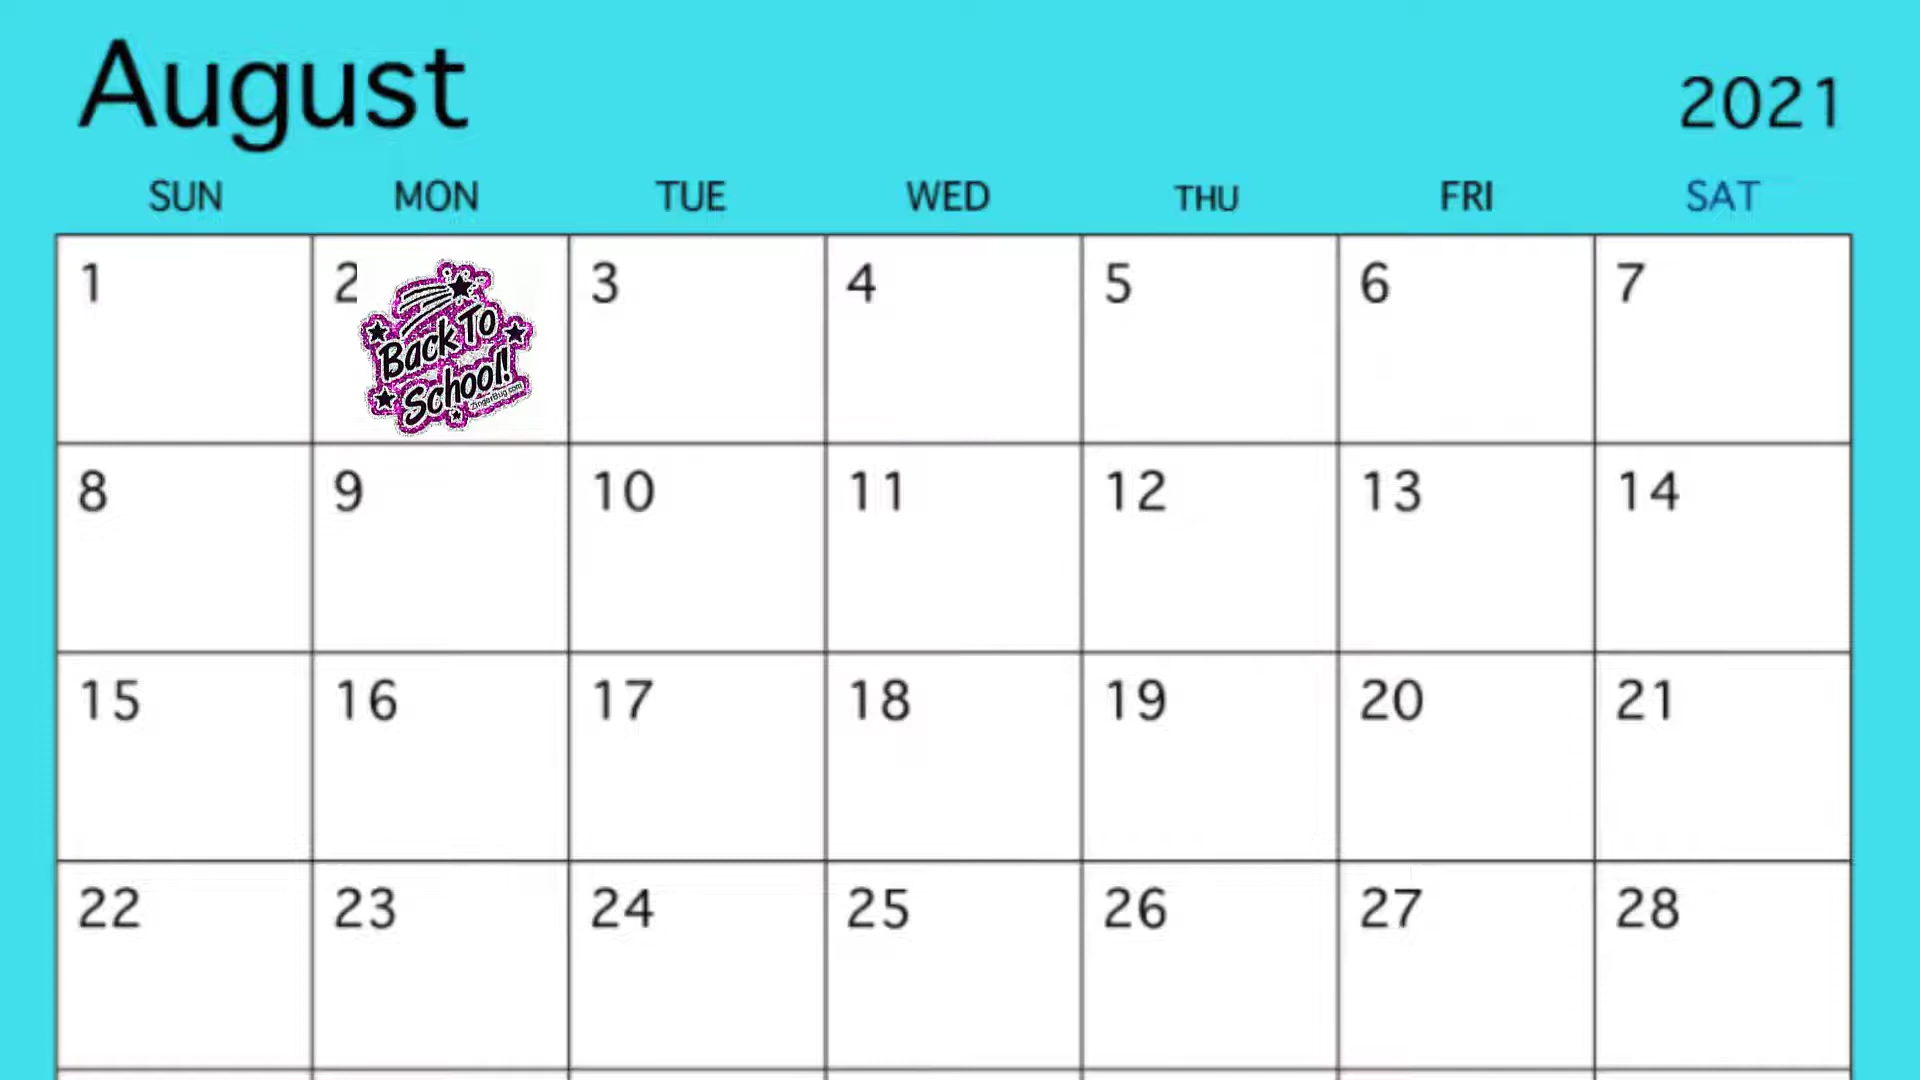 August
2021
SUN MON TUE WED THU FRI SAT
1 2 3 4 5 6 7
Back To
School!
ZingerBug.com
8 9 10 11 12 13 14
15 16 17 18 19 20 21
22 23 24 25 26 27 28